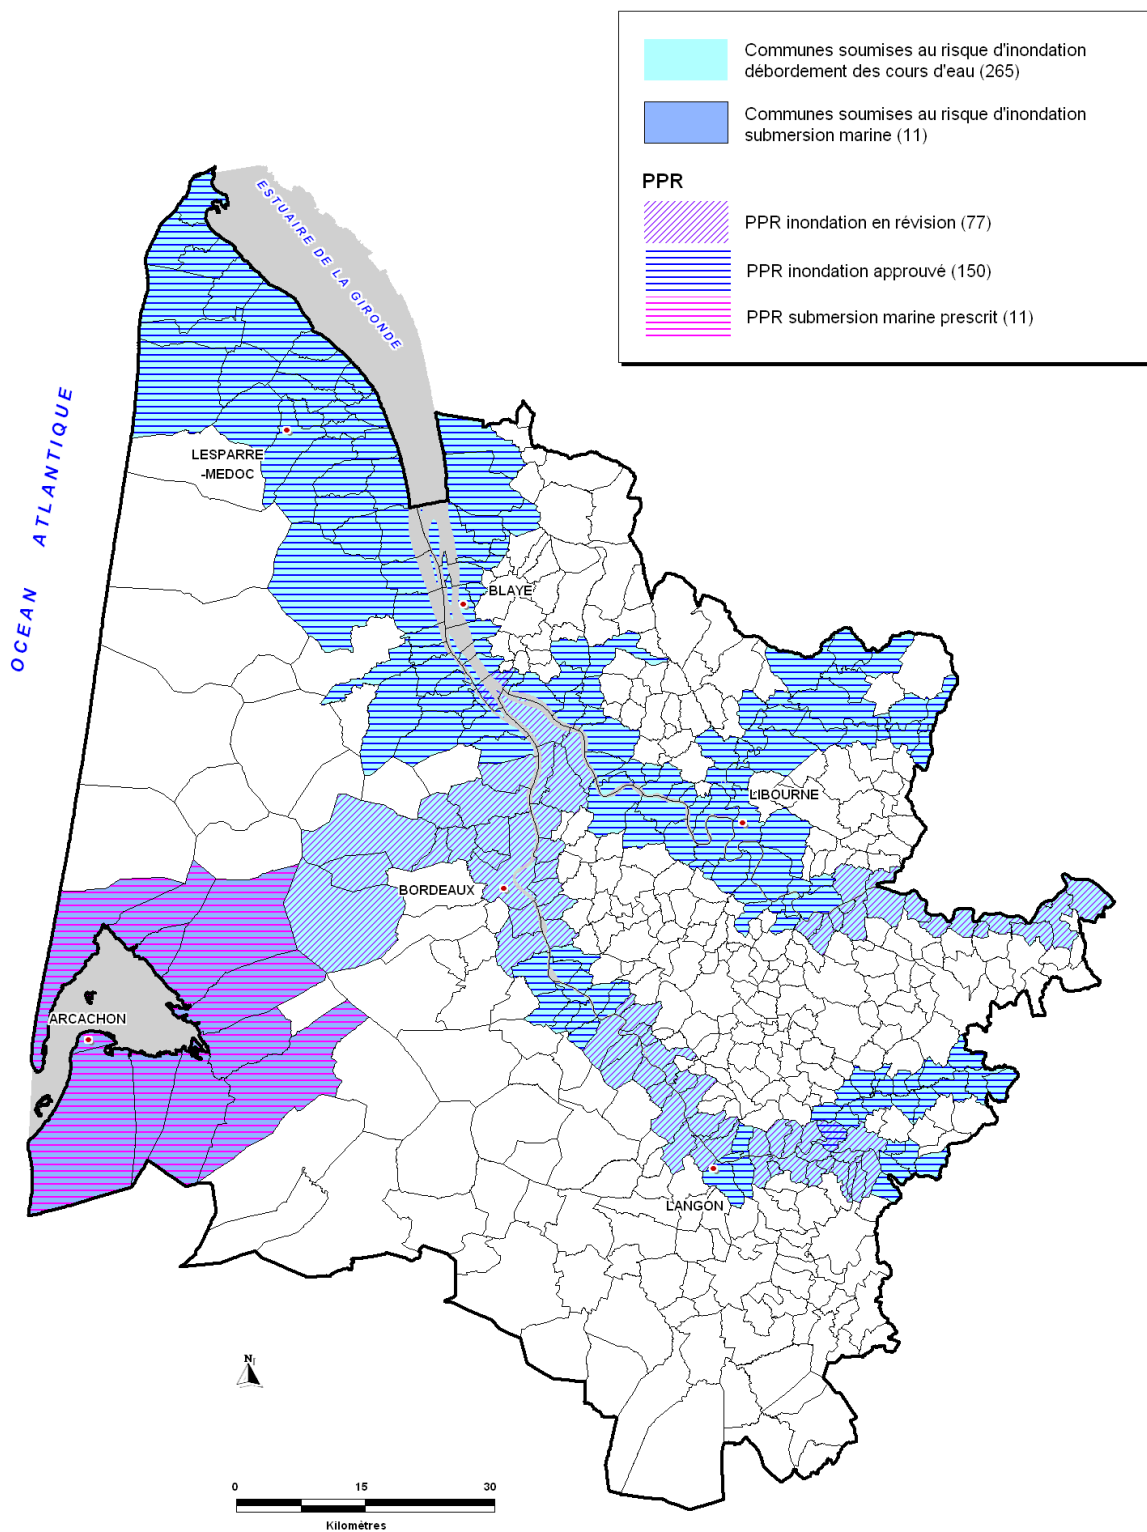 Communes soumises au risque d'inondation
débordement des cours d'eau (265)
Communes soumises au risque d'inondation
submersion marine (11)
PPR
PPR inondation en révision (77)
PPR inondation approuvé (150)
PPR submersion marine prescrit (11)
ESTUAIRE DE LA GIRONDE
OCEAN ATLANTIQUE
LESPARRE
-MEDOC
BLAYE
LIBOURNE
BORDEAUX
ARCACHON
LANGON
N
0 15 30
Kilomètres